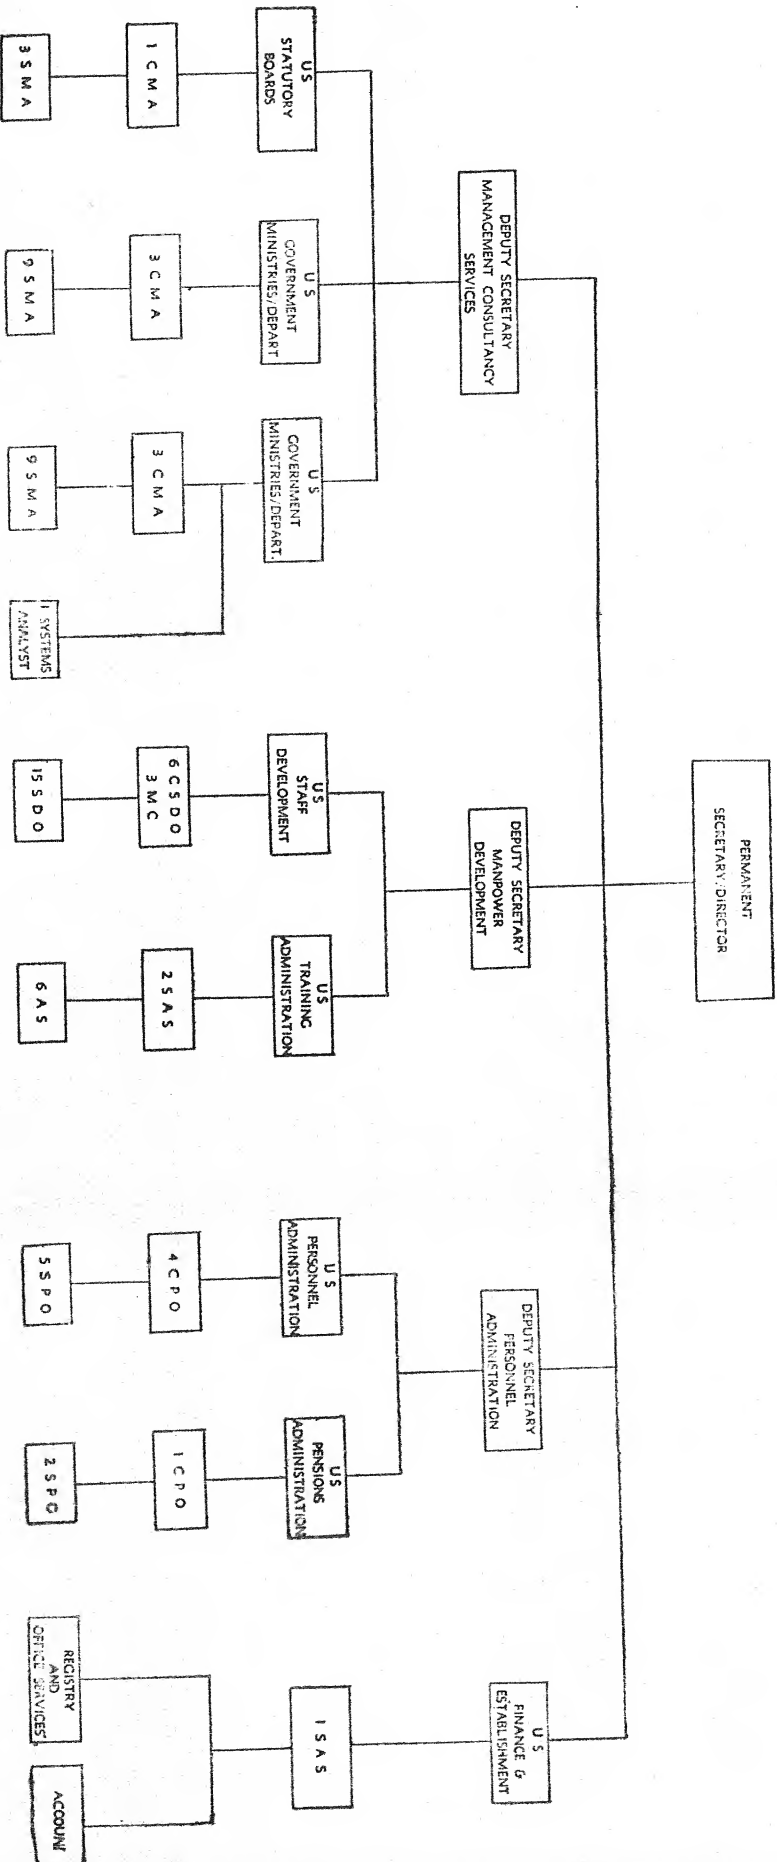 PERMANENT
SECRETARY/DIRECTOR
DEPUTY SECRETARY
MANAGEMENT CONSULTANCY
SERVICES
DEPUTY SECRETARY
MANPOWER
DEVELOPMENT
DEPUTY SECRETARY
PERSONNEL
ADMINISTRATION
U S
FINANCE &
ESTABLISHMENT
U S
STATUTORY
BOARDS
U S
GOVERNMENT
MINISTRIES/DEPART
U S
GOVERNMENT
MINISTRIES/DEPART.
U S
STAFF
DEVELOPMENT
U S
TRAINING
ADMINISTRATION
U S
PERSONNEL
ADMINISTRATION
U S
PENSIONS
ADMINISTRATION
1 S A S
1 C M A
3 C M A
3 C M A
6 C S D O
3 M C
2 S A S
4 C P O
1 C P O
3 S M A
9 S M A
9 S M A
1 SYSTEMS
ANALYST
15 S D O
6 A S
5 S P O
2 S P O
REGISTRY
AND
OFFICE SERVICES
ACCOUNT